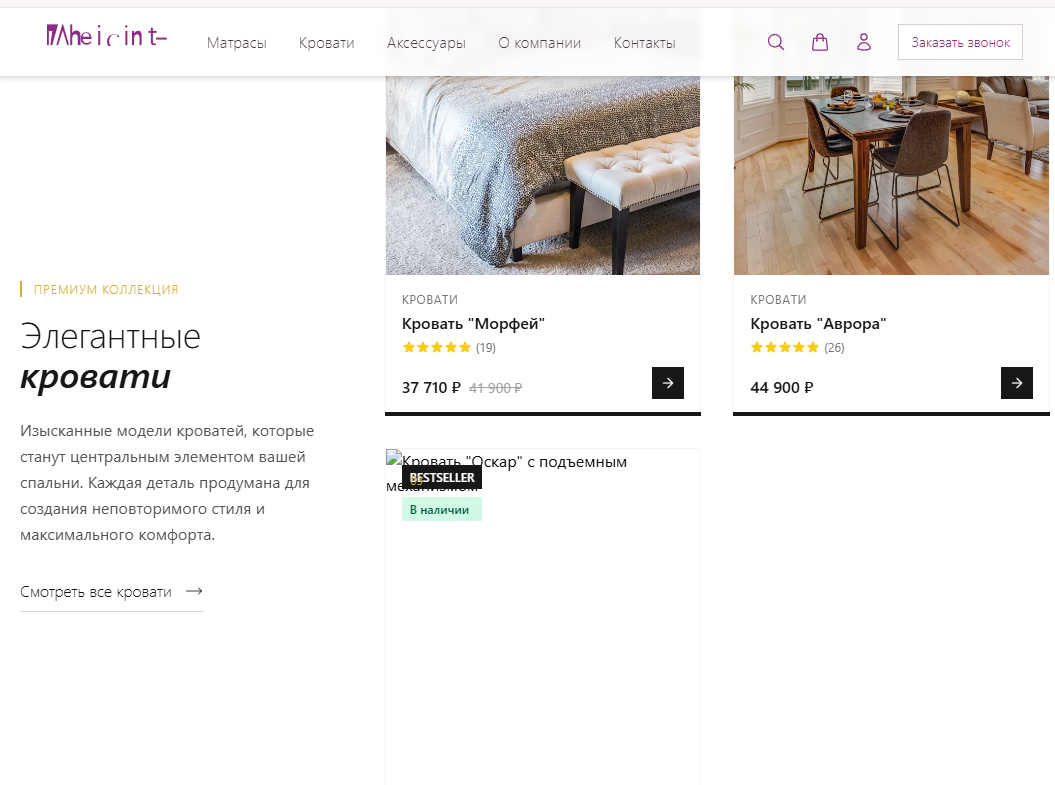 Матрасы Кровати Аксессуары О компании Контакты Заказать звонок
ПРЕМИУМ КОЛЛЕКЦИЯ
Элегантные
кровати
Изысканные модели кроватей, которые
станут центральным элементом вашей
спальни. Каждая деталь продумана для
создания неповторимого стиля и
максимального комфорта.
Смотреть все кровати
КРОВАТИ
Кровать "Морфей"
(19)
37 710 ₽ 41 900 ₽
КРОВАТИ
Кровать "Аврора"
(26)
44 900 ₽
Кровать "Оскар" с подъемным
механизмом
BESTSELLER
В наличии